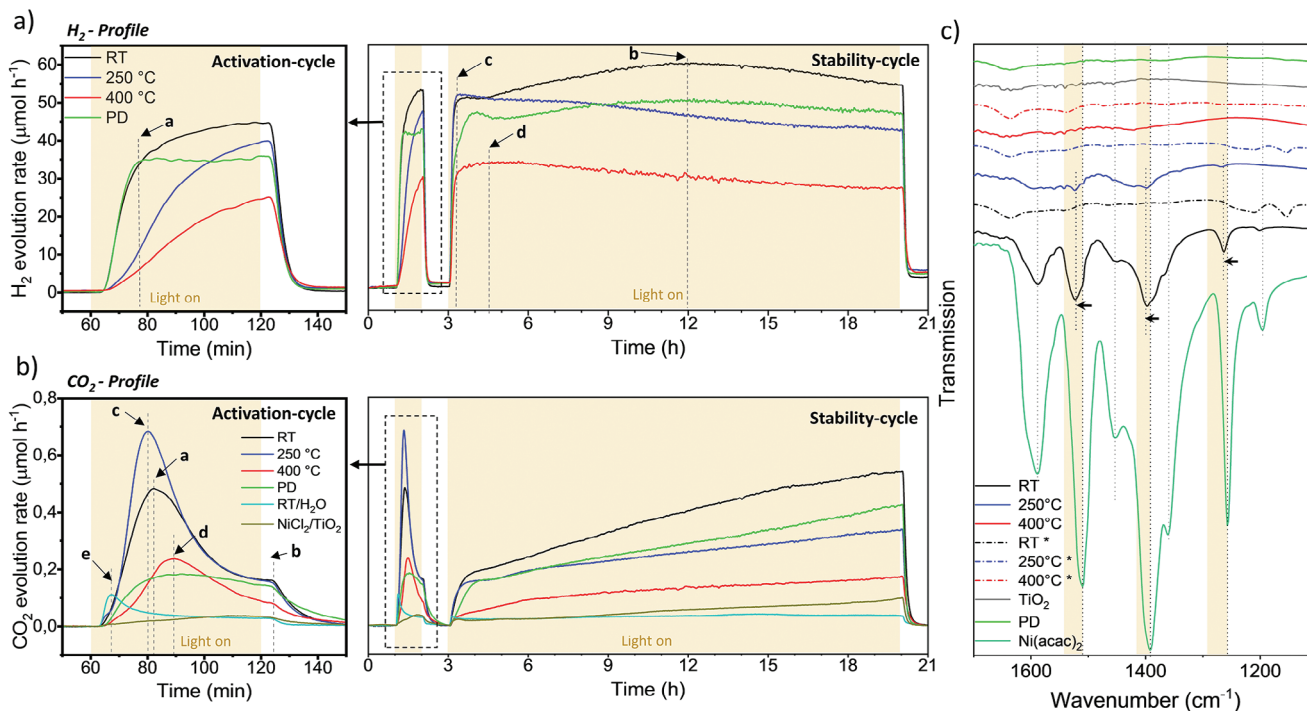 a)
H₂ - Profile
RT
250 °C
400 °C
PD
Activation-cycle
a
Light on
H₂ evolution rate (µmol h⁻¹)
0
10
20
30
40
50
60
60
80
100
120
140
Time (min)
Stability-cycle
b
c
d
Light on
0
3
6
9
12
15
18
21
Time (h)
b)
CO₂ - Profile
Activation-cycle
RT
250 °C
400 °C
PD
RT/H₂O
NiCl₂/TiO₂
c
a
d
e
b
Light on
CO₂ evolution rate (µmol h⁻¹)
0,0
0,2
0,4
0,6
0,8
60
80
100
120
140
Time (min)
Stability-cycle
Light on
0
3
6
9
12
15
18
21
Time (h)
c)
Transmission
RT
250°C
400°C
RT *
250°C *
400°C *
TiO₂
PD
Ni(acac)₂
1600
1400
1200
Wavenumber (cm⁻¹)